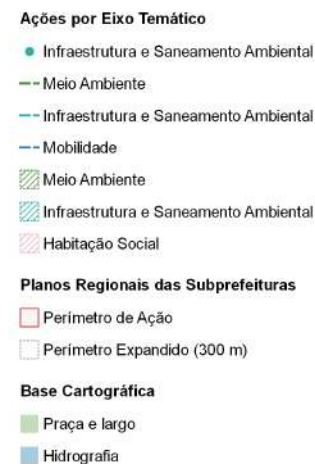 Ações por Eixo Temático
Infraestrutura e Saneamento Ambiental
Meio Ambiente
Infraestrutura e Saneamento Ambiental
Mobilidade
Meio Ambiente
Infraestrutura e Saneamento Ambiental
Habitação Social
Planos Regionais das Subprefeituras
Perímetro de Ação
Perímetro Expandido (300 m)
Base Cartográfica
Praça e largo
Hidrografia